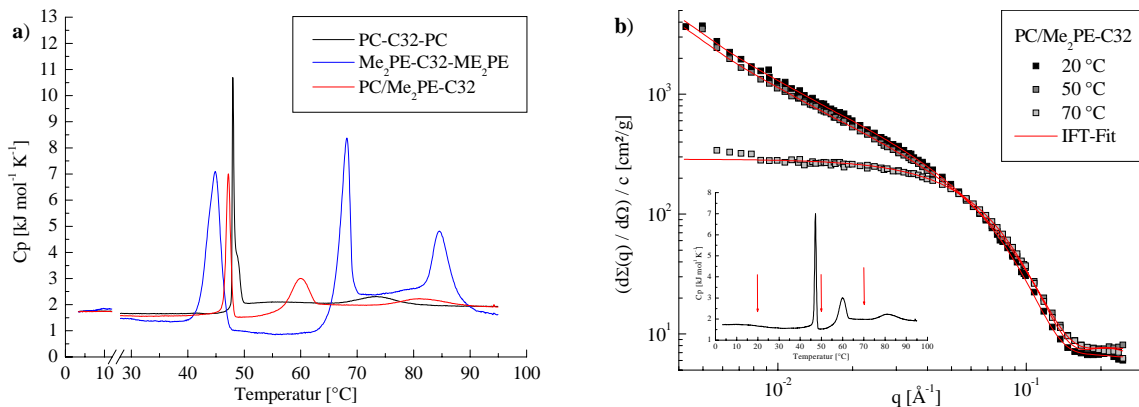 a)
13
12
11
10
9
8
7
6
5
4
3
2
1
0
Cp [kJ mol⁻¹ K⁻¹]
PC-C32-PC
Me₂PE-C32-ME₂PE
PC/Me₂PE-C32
0 10 30 40 50 60 70 80 90 100
Temperatur [°C]
b)
10³
10²
10¹
(dΣ(q) / dΩ) / c [cm²/g]
PC/Me₂PE-C32
20 °C
50 °C
70 °C
IFT-Fit
8
7
6
5
4
3
2
1
Cp [kJ mol⁻¹ K⁻¹]
0 10 20 30 40 50 60 70 80 90 100
Temperatur [°C]
10⁻² 10⁻¹
q [Å⁻¹]